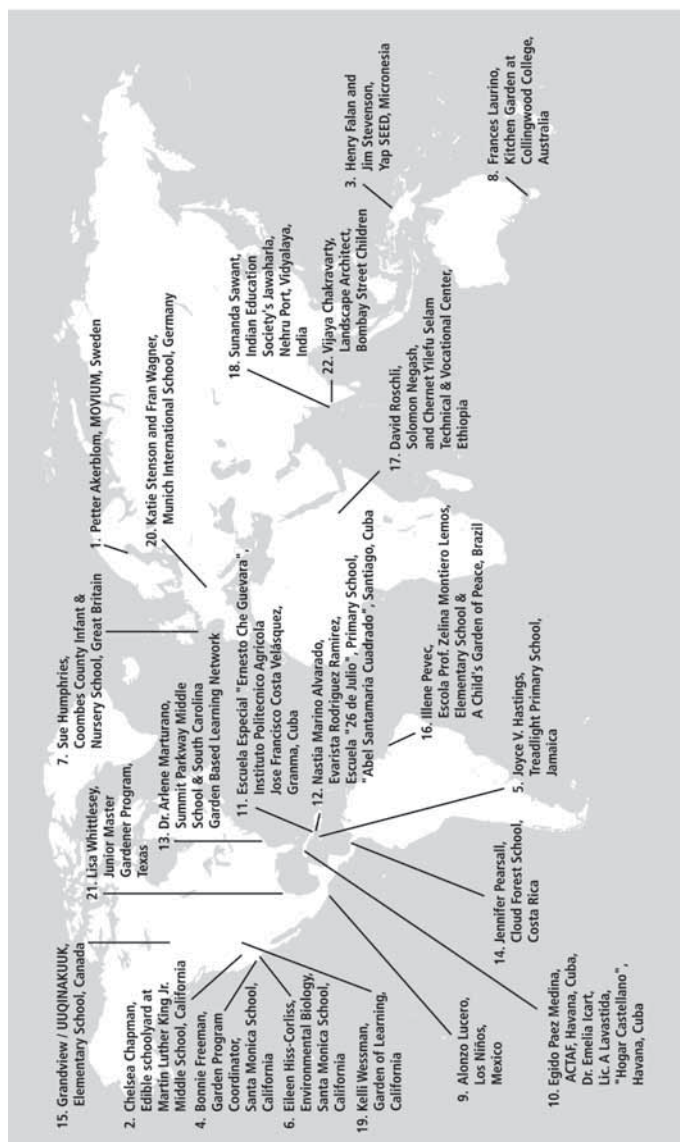 15. Grandview / UUQINAKUUK,
Elementary School, Canada
2. Chelsea Chapman,
Edible schoolyard at
Martin Luther King Jr.
Middle School, California
4. Bonnie Freeman,
Garden Program
Coordinator,
Santa Monica School,
California
6. Eileen Hiss-Corliss,
Environmental Biology,
Santa Monica School,
California
19. Kelli Wessman,
Garden of Learning,
California
9. Alonzo Lucero,
Los Niños,
Mexico
10. Egido Paez Medina,
ACTAF, Havana, Cuba,
Dr. Emelia Icart,
Lic. A Lavastida,
"Hogar Castellano",
Havana, Cuba
21. Lisa Whittlesey,
Junior Master
Gardener Program,
Texas
13. Dr. Arlene Marturano,
Summit Parkway Middle
School & South Carolina
Garden Based Learning Network
11. Escuela Especial "Ernesto Che Guevara",
Instituto Politecnico Agrícola
Jose Francisco Costa Velásquez,
Granma, Cuba
12. Nastia Marino Alvarado,
Evarista Rodriguez Ramirez,
Escuela "26 de Julio", Primary School,
"Abel Santamaria Cuadrado", Santiago, Cuba
14. Jennifer Pearsall,
Cloud Forest School,
Costa Rica
5. Joyce V. Hastings,
Treadlight Primary School,
Jamaica
16. Illene Pevec,
Escola Prof. Zelina Montiero Lemos,
Elementary School &
A Child's Garden of Peace, Brazil
7. Sue Humphries,
Coombes County Infant &
Nursery School, Great Britain
1. Petter Akerblom, MOVIUM, Sweden
20. Katie Stenson and Fran Wagner,
Munich International School, Germany
18. Sunanda Sawant,
Indian Education
Society's Jawaharla,
Nehru Port, Vidyalaya,
India
22. Vijaya Chakravarty,
Landscape Architect,
Bombay Street Children
17. David Roschli,
Solomon Negash,
and Chernet Yilefu Selam
Technical & Vocational Center,
Ethiopia
3. Henry Falan and
Jim Stevenson,
Yap SEED, Micronesia
8. Frances Laurino,
Kitchen Garden at
Collingwood College,
Australia